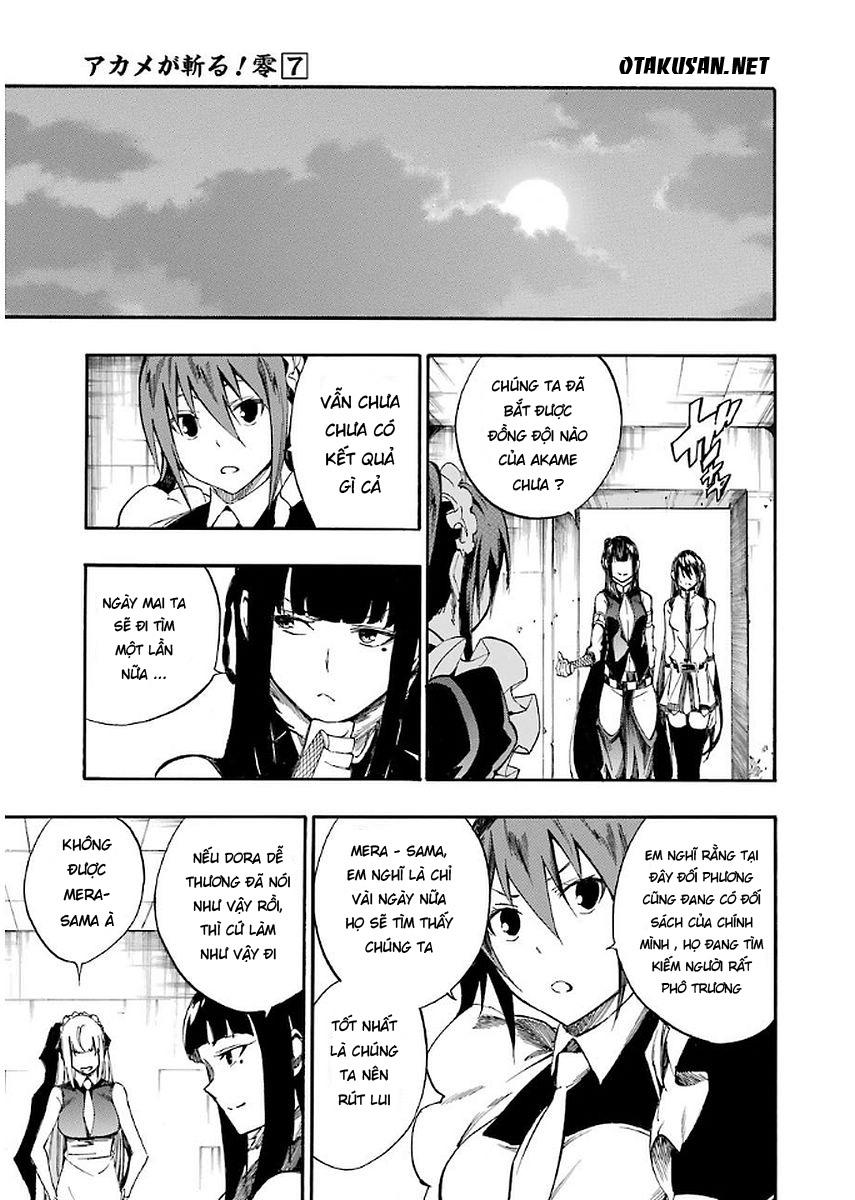 アカメが斬る！零7
OTAKUSAN.NET
CHÚNG TA ĐÃ
BẮT ĐƯỢC
ĐỒNG ĐỘI NÀO
CỦA AKAME
CHƯA ?
VẪN CHƯA
CHƯA CÓ
KẾT QUẢ
GÌ CẢ
NGÀY MAI TA
SẼ ĐI TÌM
MỘT LẦN
NỮA ...
EM NGHĨ RẰNG TẠI
ĐÂY ĐỐI PHƯƠNG
CŨNG ĐANG CÓ ĐỐI
SÁCH CỦA CHÍNH
MÌNH , HỌ ĐANG TÌM
KIẾM NGƯỜI RẤT
PHÔ TRƯƠNG
MERA - SAMA,
EM NGHĨ LÀ CHỈ
VÀI NGÀY NỮA
HỌ SẼ TÌM THẤY
CHÚNG TA
TỐT NHẤT
LÀ CHÚNG
TA NÊN
RÚT LUI
NẾU DORA DỄ
THƯƠNG ĐÃ NÓI
NHƯ VẬY RỒI,
THÌ CỨ LÀM
NHƯ VẬY ĐI
KHÔNG
ĐƯỢC
MERA-
SAMA À